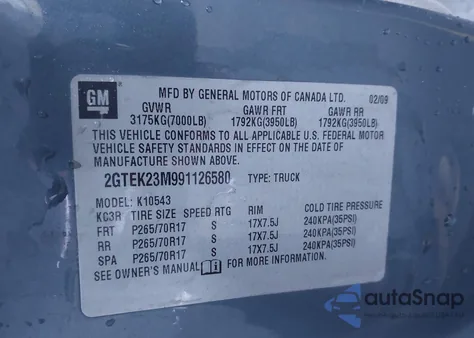 GM
MFD BY GENERAL MOTORS OF CANADA LTD. 02/09
GVWR GAWR FRT GAWR RR
3175KG(7000LB) 1792KG(3950LB) 1792KG(3950LB)
THIS VEHICLE CONFORMS TO ALL APPLICABLE U.S. FEDERAL MOTOR
VEHICLE SAFETY STANDARDS IN EFFECT ON THE DATE OF
MANUFACTURE SHOWN ABOVE.
2GTEK23M991126580 TYPE: TRUCK
MODEL: K10543
KC3R TIRE SIZE SPEED RTG RIM COLD TIRE PRESSURE
FRT P265/70R17 S 17X7.5J 240KPA(35PSI)
RR P265/70R17 S 17X7.5J 240KPA(35PSI)
SPA P265/70R17 S 17X7.5J 240KPA(35PSI)
SEE OWNER'S MANUAL FOR MORE INFORMATION.
autoSnap